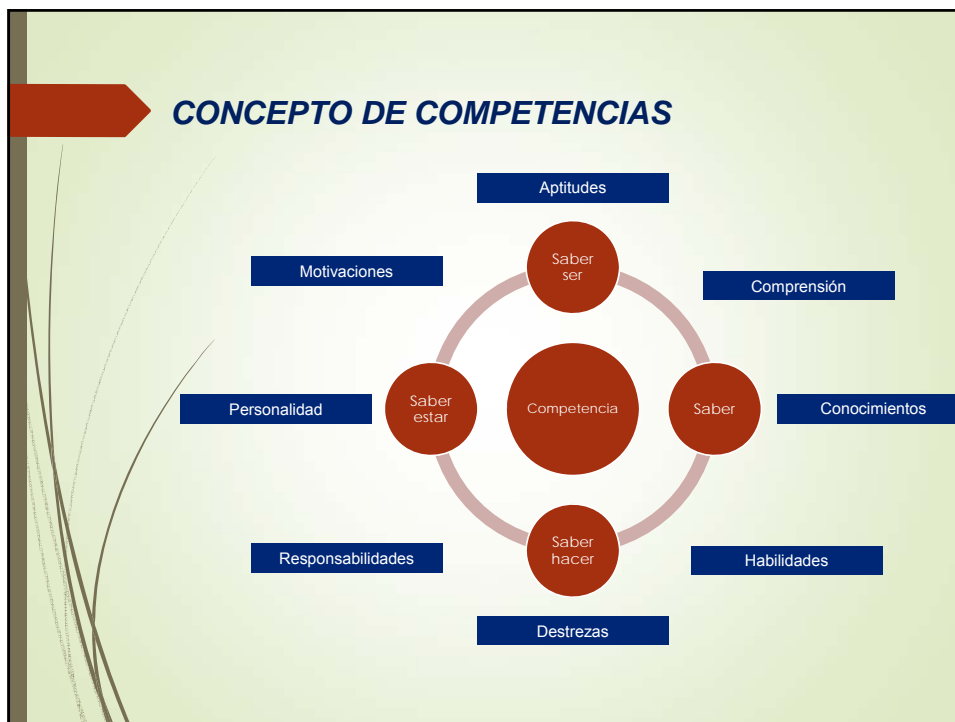 CONCEPTO DE COMPETENCIAS
Aptitudes
Saber
ser
Motivaciones
Comprensión
Saber
estar
Personalidad
Competencia
Saber
Conocimientos
Saber
hacer
Responsabilidades
Habilidades
Destrezas